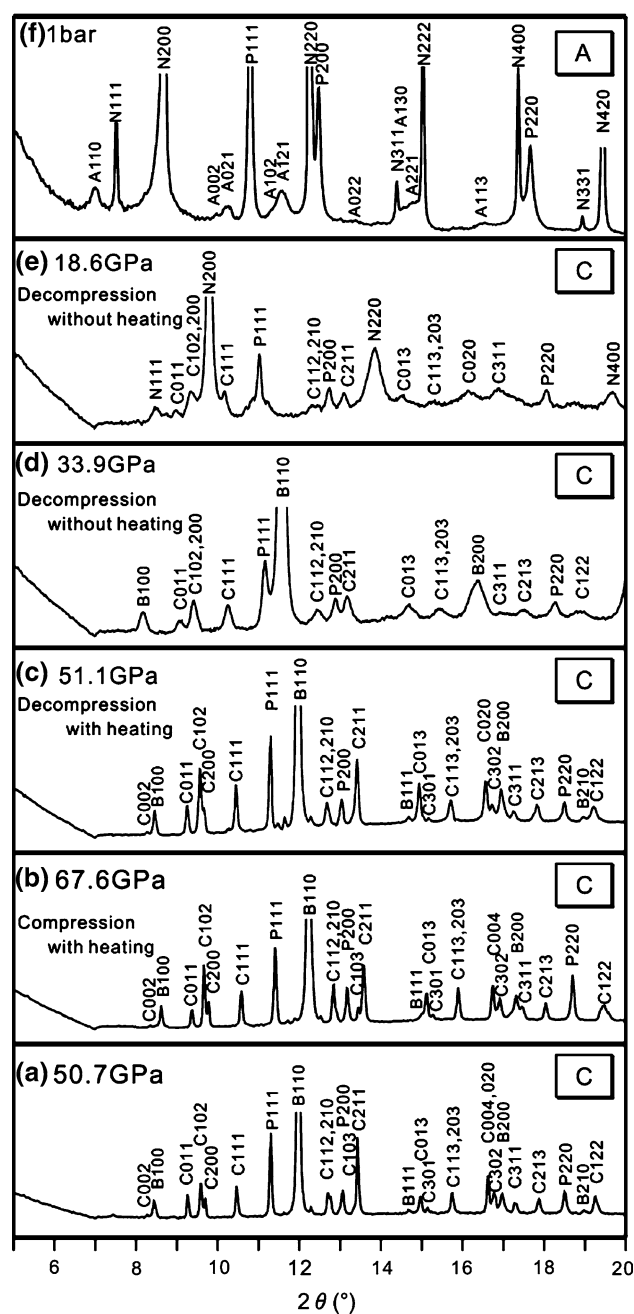 (f) 1bar
A
A110
N111
N200
A002
A021
P111
A102
A121
N220
P200
A022
N311
A130
A221
N222
A113
N400
P220
N331
N420
(e) 18.6GPa
C
Decompression
without heating
N111
C011
C102,200
N200
C111
P111
C112,210
P200
C211
N220
C013
C113,203
C020
C311
P220
N400
(d) 33.9GPa
C
Decompression
without heating
B100
C011
C102,200
C111
P111
B110
C112,210
P200
C211
C013
C113,203
B200
C311
C213
P220
C122
(c) 51.1GPa
C
Decompression
with heating
C002
B100
C011
C102
C200
C111
P111
B110
C112,210
P200
C211
B111
C013
C301
C113,203
C020
C302
B200
C311
C213
P220
B210
C122
(b) 67.6GPa
C
Compression
with heating
C002
B100
C011
C102
C200
C111
P111
B110
C112,210
P200
C103
C211
B111
C013
C301
C113,203
C004
C302
B200
C311
C213
P220
C122
(a) 50.7GPa
C
C002
B100
C011
C102
C200
C111
P111
B110
C112,210
P200
C103
C211
B111
C013
C301
C113,203
C004,020
C302
B200
C311
C213
P220
B210
C122
6 8 10 12 14 16 18 20
2 θ (°)